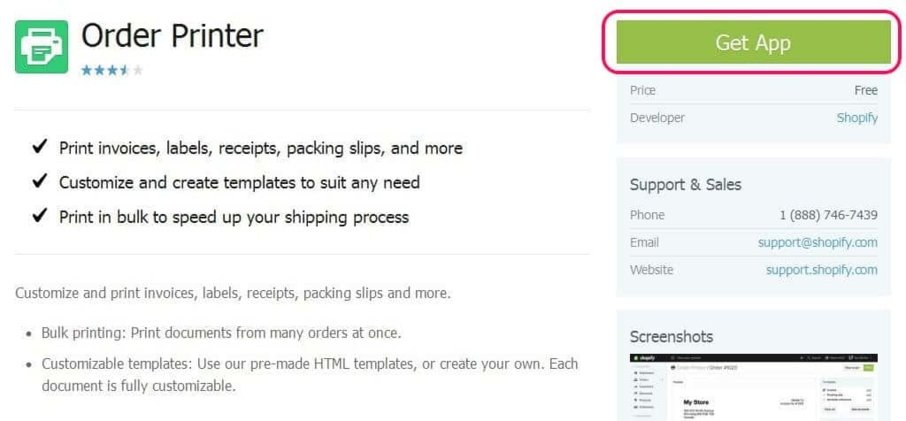 Order Printer
Get App
Price Free
Developer Shopify
Print invoices, labels, receipts, packing slips, and more
Customize and create templates to suit any need
Print in bulk to speed up your shipping process
Support & Sales
Phone 1 (888) 746-7439
Email support@shopify.com
Website support.shopify.com
Customize and print invoices, labels, receipts, packing slips and more.
• Bulk printing: Print documents from many orders at once.
• Customizable templates: Use our pre-made HTML templates, or create your own. Each
document is fully customizable.
Screenshots
shopify
My Store